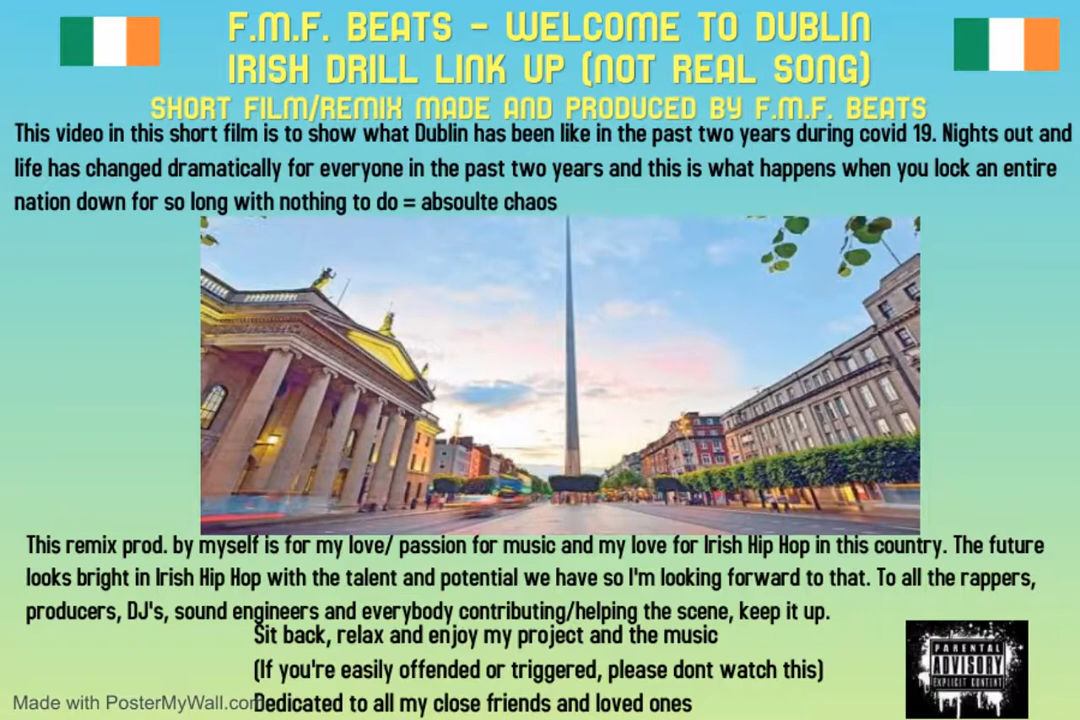 F.M.F. BEATS - WELCOME TO DUBLIN
IRISH DRILL LINK UP (NOT REAL SONG)
SHORT FILM/REMIX MADE AND PRODUCED BY F.M.F. BEATS
This video in this short film is to show what Dublin has been like in the past two years during covid 19. Nights out and
life has changed dramatically for everyone in the past two years and this is what happens when you lock an entire
nation down for so long with nothing to do = absoulte chaos
This remix prod. by myself is for my love/ passion for music and my love for Irish Hip Hop in this country. The future
looks bright in Irish Hip Hop with the talent and potential we have so I'm looking forward to that. To all the rappers,
producers, DJ's, sound engineers and everybody contributing/helping the scene, keep it up.
Sit back, relax and enjoy my project and the music
(If you're easily offended or triggered, please dont watch this)
Dedicated to all my close friends and loved ones
Made with PosterMyWall.com
PARENTAL
ADVISORY
EXPLICIT CONTENT